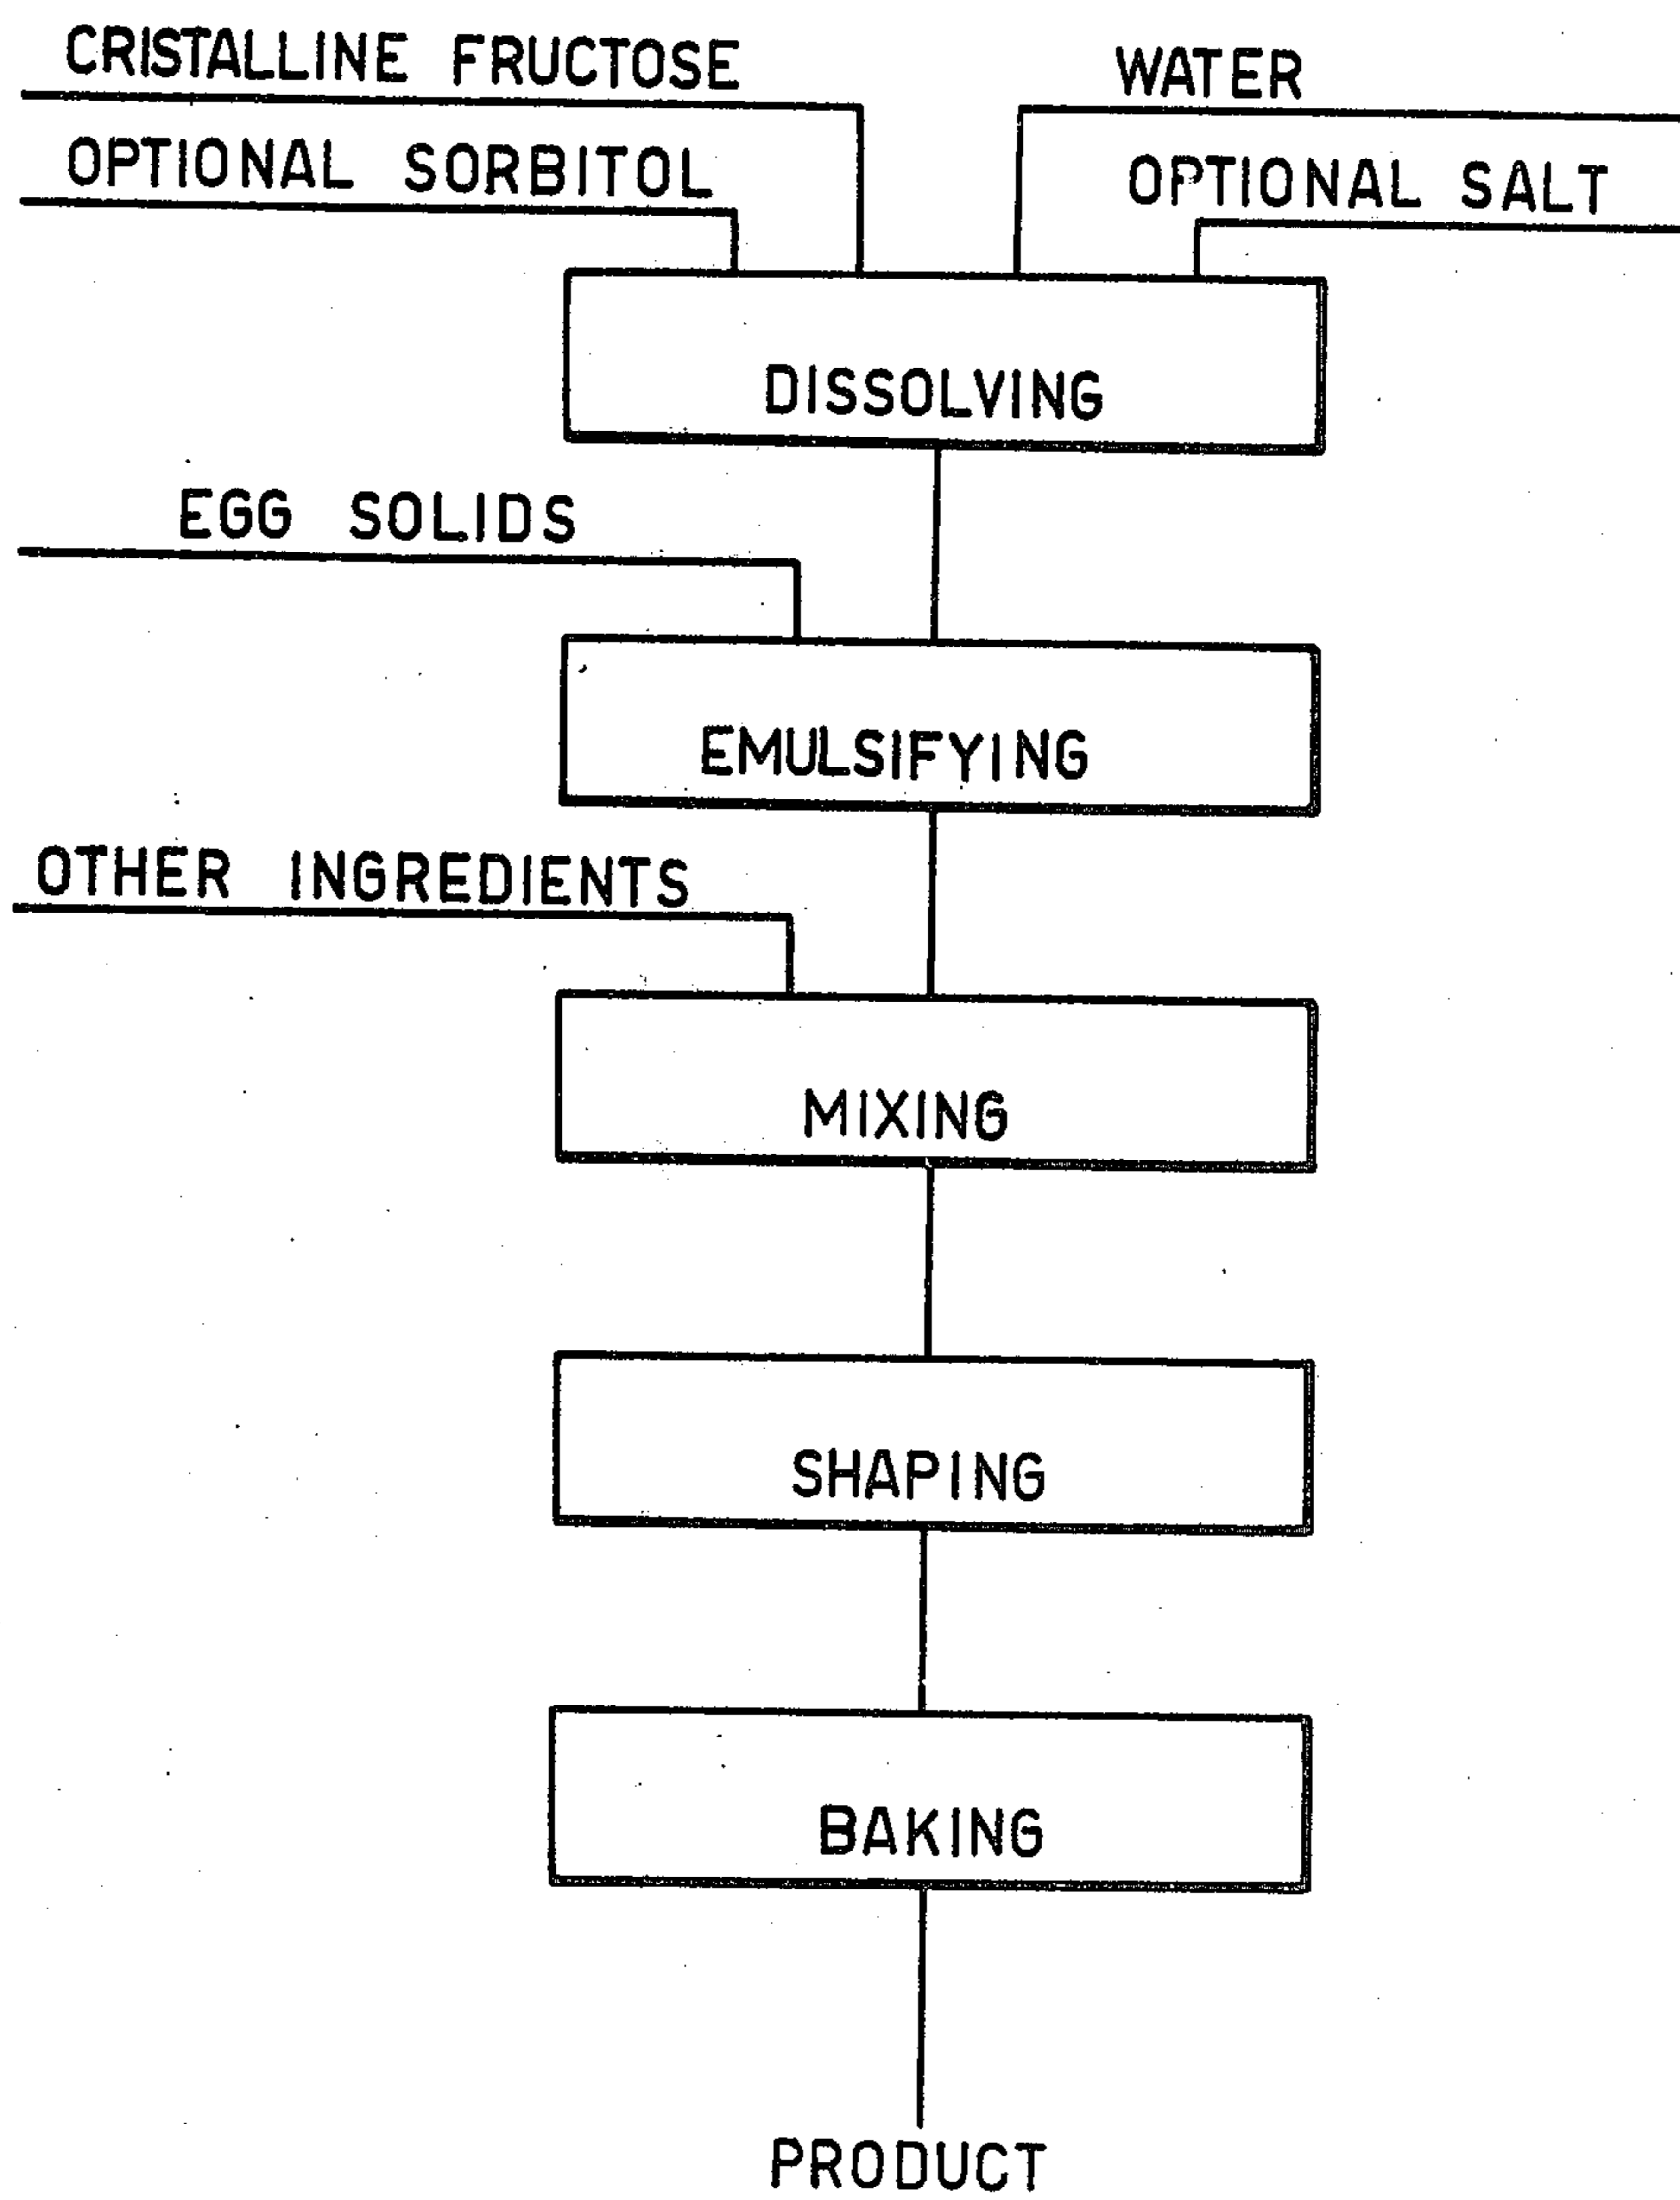 CRISTALLINE FRUCTOSE
WATER
OPTIONAL SORBITOL
OPTIONAL SALT
DISSOLVING
EGG SOLIDS
EMULSIFYING
OTHER INGREDIENTS
MIXING
SHAPING
BAKING
PRODUCT